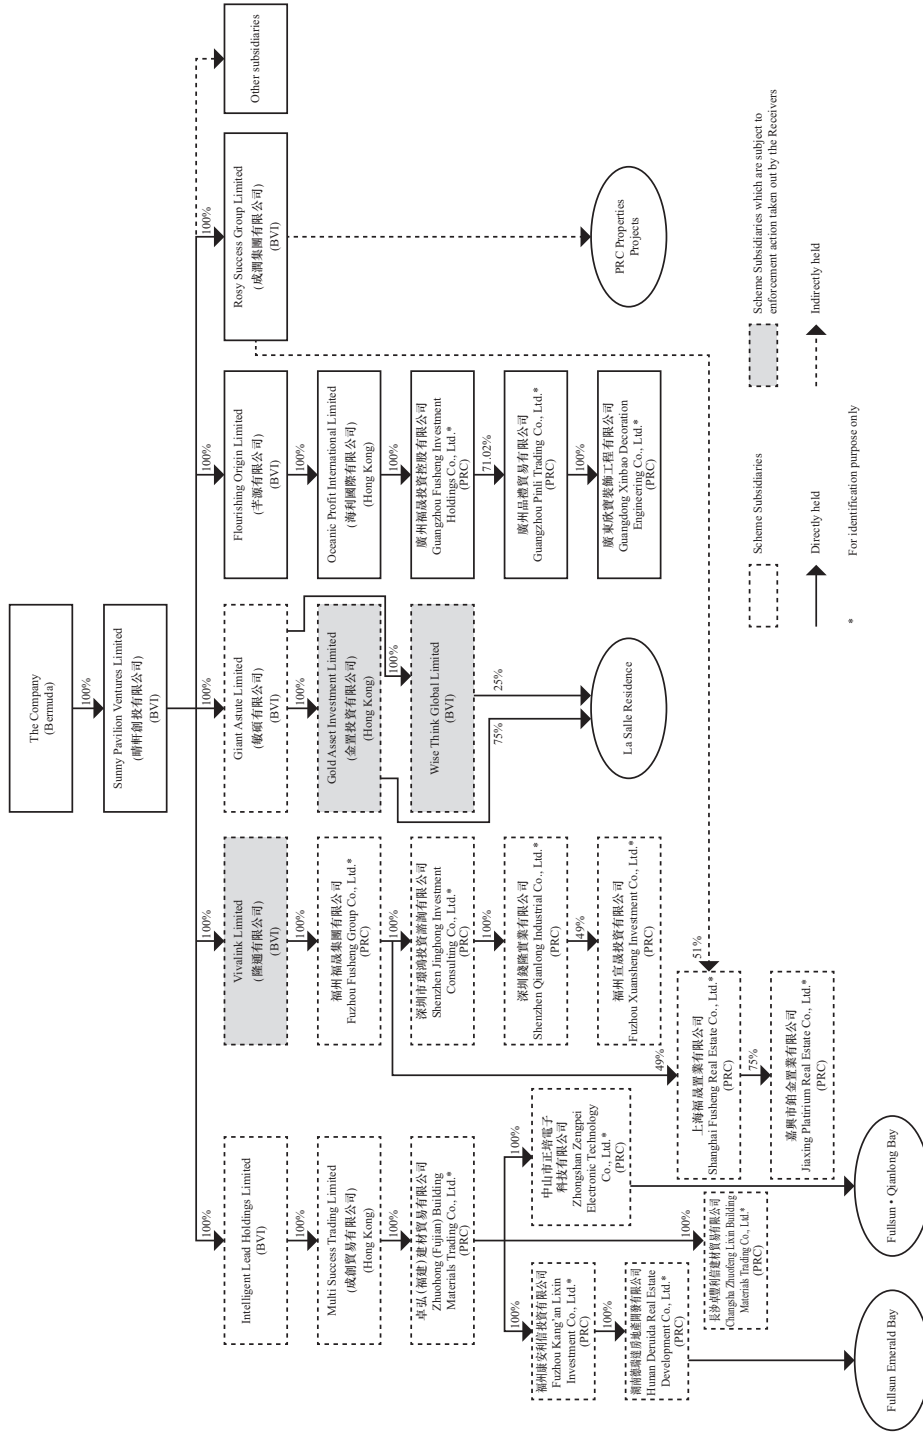 The Company
(Bermuda)
100%
Sunny Pavilion Ventures Limited
(晴軒創投有限公司)
(BVI)
100%
Intelligent Lead Holdings Limited
(BVI)
100%
Multi Success Trading Limited
(成創貿易有限公司)
(Hong Kong)
100%
卓弘(福建)建材貿易有限公司
Zhuohong (Fujian) Building
Materials Trading Co., Ltd.*
(PRC)
100%
福州康安利信投資有限公司
Fuzhou Kang'an Lixin
Investment Co., Ltd.*
(PRC)
100%
湖南德瑞達房地產開發有限公司
Hunan Deruida Real Estate
Development Co., Ltd.*
(PRC)
Fullsun Emerald Bay
100%
長沙卓豐利信建材貿易有限公司
Changsha Zhuofeng Lixin Building
Materials Trading Co., Ltd.*
(PRC)
100%
中山市正培電子
科技有限公司
Zhongshan Zengpei
Electronic Technology
Co., Ltd.*
(PRC)
Fullsun • Qianlong Bay
100%
Vivalink Limited
(隆通有限公司)
(BVI)
100%
福州福晟集團有限公司
Fuzhou Fusheng Group Co., Ltd.*
(PRC)
100%
深圳市璟鴻投資諮詢有限公司
Shenzhen Jinghong Investment
Consulting Co., Ltd.*
(PRC)
100%
深圳錢隆實業有限公司
Shenzhen Qianlong Industrial Co., Ltd.*
(PRC)
49%
福州宣晟投資有限公司
Fuzhou Xuansheng Investment Co., Ltd.*
(PRC)
49%
51%
上海福晟置業有限公司
Shanghai Fusheng Real Estate Co., Ltd.*
(PRC)
75%
嘉興市鉑金置業有限公司
Jiaxing Platirium Real Estate Co., Ltd.*
(PRC)
100%
Giant Astute Limited
(敏碩有限公司)
(BVI)
100%
Gold Asset Investment Limited
(金置投資有限公司)
(Hong Kong)
100%
Wise Think Global Limited
(BVI)
75%
25%
La Salle Residence
100%
Flourishing Origin Limited
(芊源有限公司)
(BVI)
100%
Oceanic Profit International Limited
(海利國際有限公司)
(Hong Kong)
100%
廣州福晟投資控股有限公司
Guangzhou Fusheng Investment
Holdings Co., Ltd.*
(PRC)
71.02%
廣州品禮貿易有限公司
Guangzhou Pinli Trading Co., Ltd.*
(PRC)
100%
廣東欣寶裝飾工程有限公司
Guangdong Xinbao Decoration
Engineering Co., Ltd.*
(PRC)
100%
Rosy Success Group Limited
(成潤集團有限公司)
(BVI)
PRC Properties
Projects
Other subsidiaries
Scheme Subsidiaries
Scheme Subsidiaries which are subject to
enforcement action taken out by the Receivers
Directly held
Indirectly held
* For identification purpose only